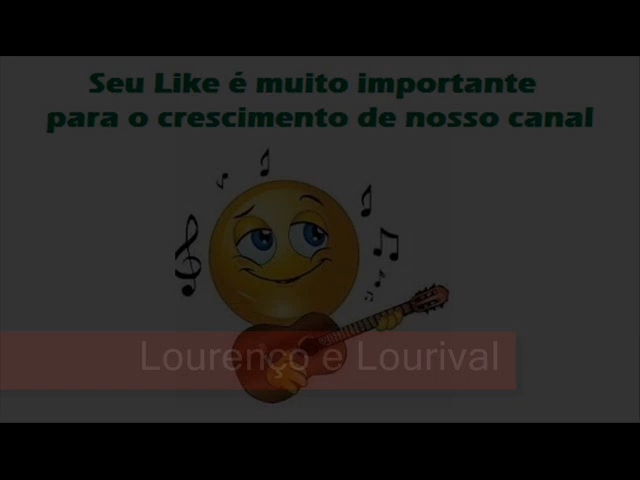 Seu Like é muito importante
para o crescimento de nosso canal
Lourenço e Lourival